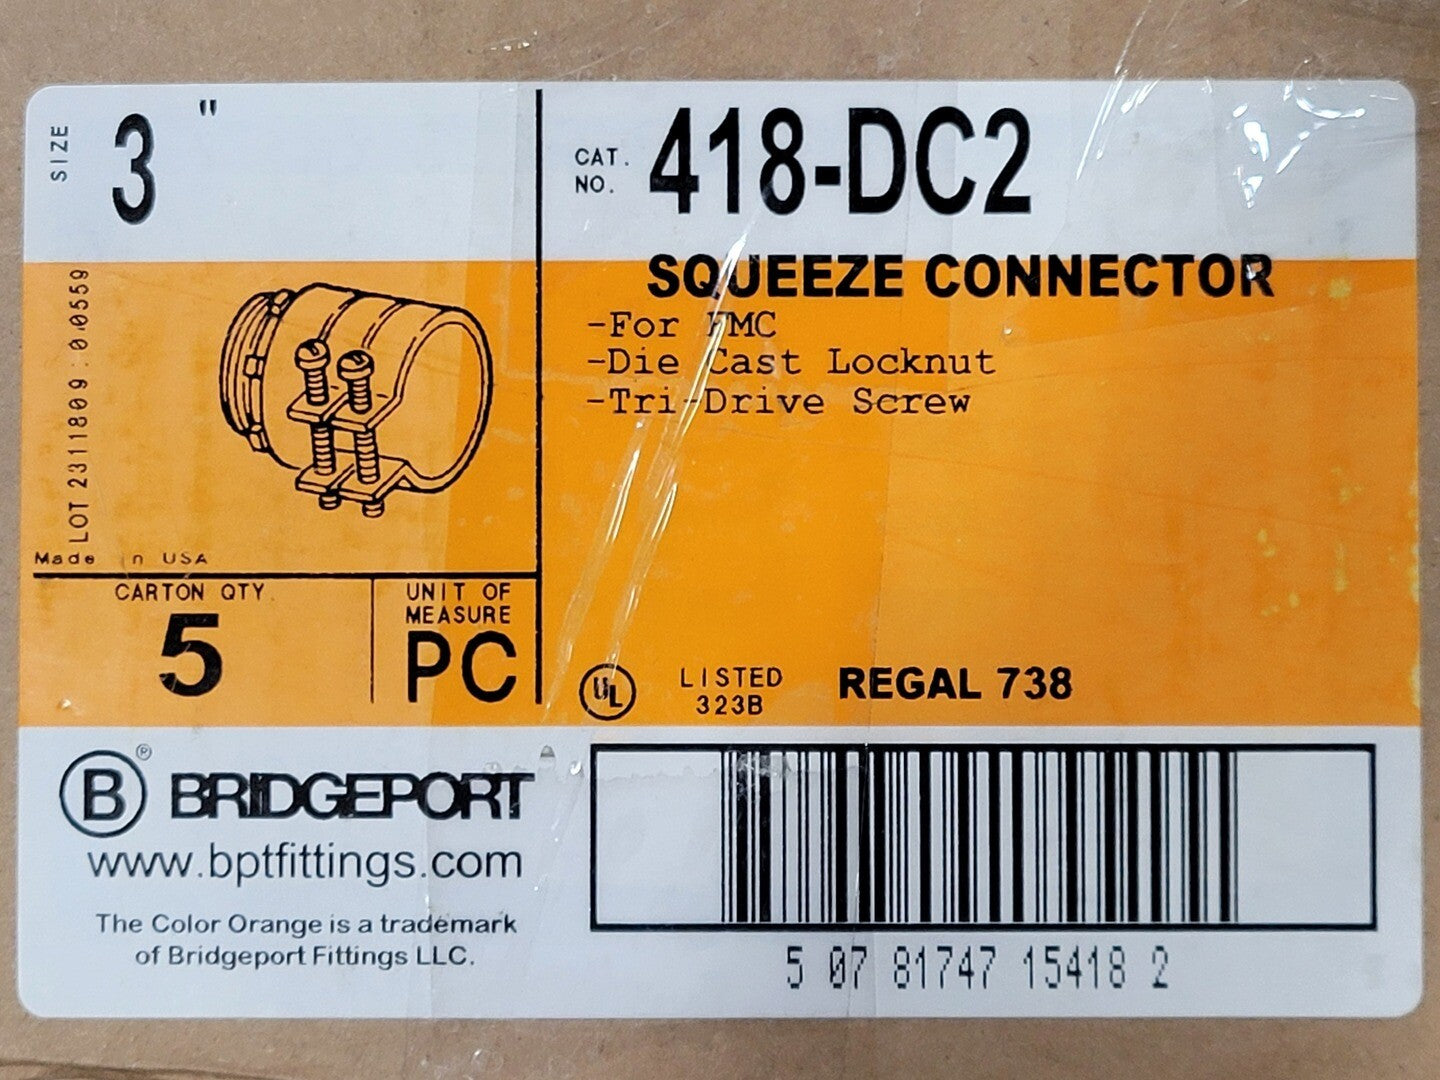 SIZE 3 "
CAT. NO. 418-DC2
SQUEEZE CONNECTOR
-For FMC
-Die Cast Locknut
-Tri-Drive Screw
LOT 2311809:00559
Made in USA
CARTON QTY.
5
UNIT OF
MEASURE
PC
UL
LISTED
323B
REGAL 738
B®
BRIDGEPORT
www.bptfittings.com
The Color Orange is a trademark
of Bridgeport Fittings LLC.
5 07 81747 15418 2